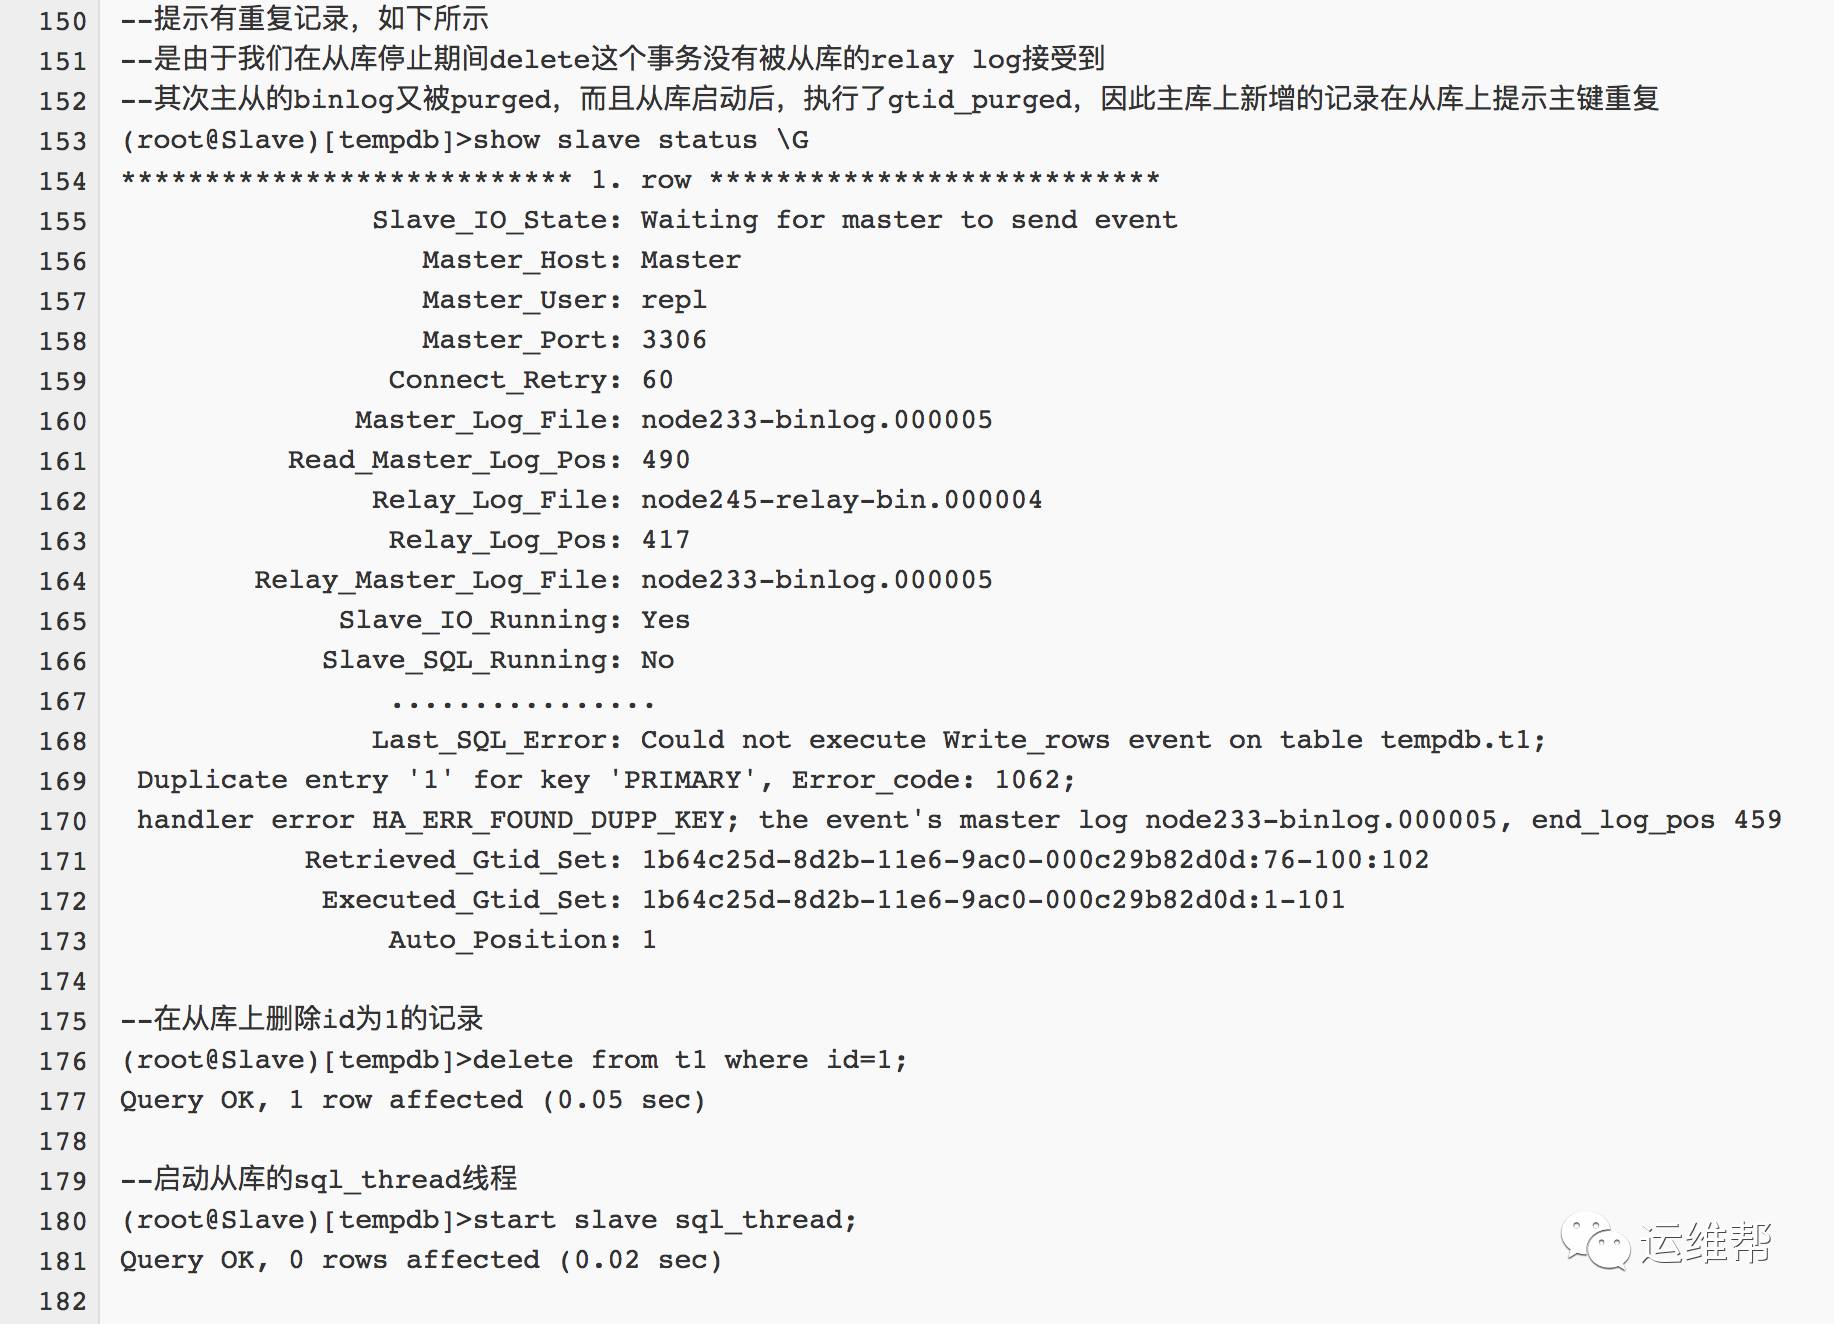 150 --提示有重复记录，如下所示
151 --是由于我们在从库停止期间delete这个事务没有被从库的relay log接受到
152 --其次主从的binlog又被purged，而且从库启动后，执行了gtid_purged，因此主库上新增的记录在从库上提示主键重复
153 (root@Slave)[tempdb]>show slave status \G
154 *************************** 1. row ***************************
155 Slave_IO_State: Waiting for master to send event
156 Master_Host: Master
157 Master_User: repl
158 Master_Port: 3306
159 Connect_Retry: 60
160 Master_Log_File: node233-binlog.000005
161 Read_Master_Log_Pos: 490
162 Relay_Log_File: node245-relay-bin.000004
163 Relay_Log_Pos: 417
164 Relay_Master_Log_File: node233-binlog.000005
165 Slave_IO_Running: Yes
166 Slave_SQL_Running: No
167 ................
168 Last_SQL_Error: Could not execute Write_rows event on table tempdb.t1;
169 Duplicate entry '1' for key 'PRIMARY', Error_code: 1062;
170 handler error HA_ERR_FOUND_DUPP_KEY; the event's master log node233-binlog.000005, end_log_pos 459
171 Retrieved_Gtid_Set: 1b64c25d-8d2b-11e6-9ac0-000c29b82d0d:76-100:102
172 Executed_Gtid_Set: 1b64c25d-8d2b-11e6-9ac0-000c29b82d0d:1-101
173 Auto_Position: 1
174
175 --在从库上删除id为1的记录
176 (root@Slave)[tempdb]>delete from t1 where id=1;
177 Query OK, 1 row affected (0.05 sec)
178
179 --启动从库的sql_thread线程
180 (root@Slave)[tempdb]>start slave sql_thread;
181 Query OK, 0 rows affected (0.02 sec)
182
运维帮